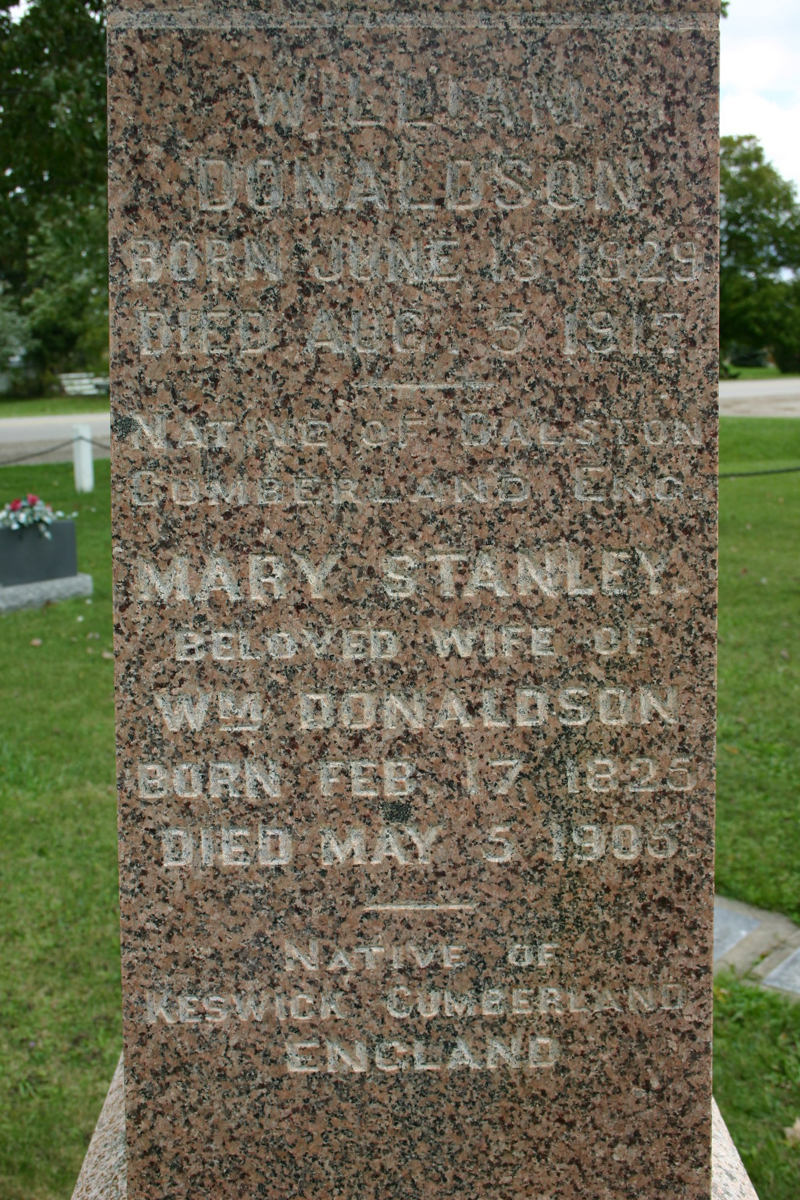 WILLIAM
DONALDSON
BORN JUNE 13 1829
DIED AUG. 5 1917.
NATIVE OF DALSTON
CUMBERLAND ENG.
MARY STANLEY.
BELOVED WIFE OF
WM DONALDSON
BORN FEB. 17 1825
DIED MAY 5 1905.
NATIVE OF
KESWICK CUMBERLAND
ENGLAND